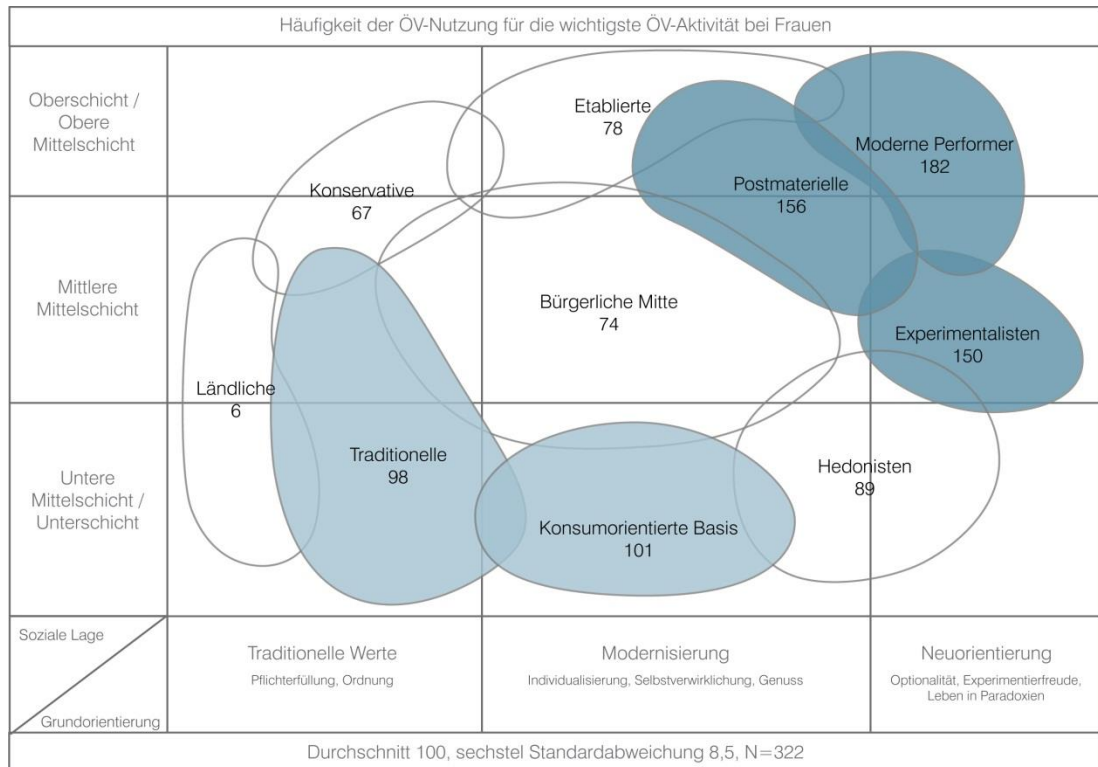 Häufigkeit der ÖV-Nutzung für die wichtigste ÖV-Aktivität bei Frauen
Oberschicht /
Obere
Mittelschicht
Etablierte
78
Moderne Performer
182
Konservative
67
Postmaterielle
156
Mittlere
Mittelschicht
Bürgerliche Mitte
74
Experimentalisten
150
Ländliche
6
Untere
Mittelschicht /
Unterschicht
Traditionelle
98
Konsumorientierte Basis
101
Hedonisten
89
Soziale Lage
Grundorientierung
Traditionelle Werte
Pflichterfüllung, Ordnung
Modernisierung
Individualisierung, Selbstverwirklichung, Genuss
Neuorientierung
Optionalität, Experimentierfreude,
Leben in Paradoxien
Durchschnitt 100, sechstel Standardabweichung 8,5, N=322